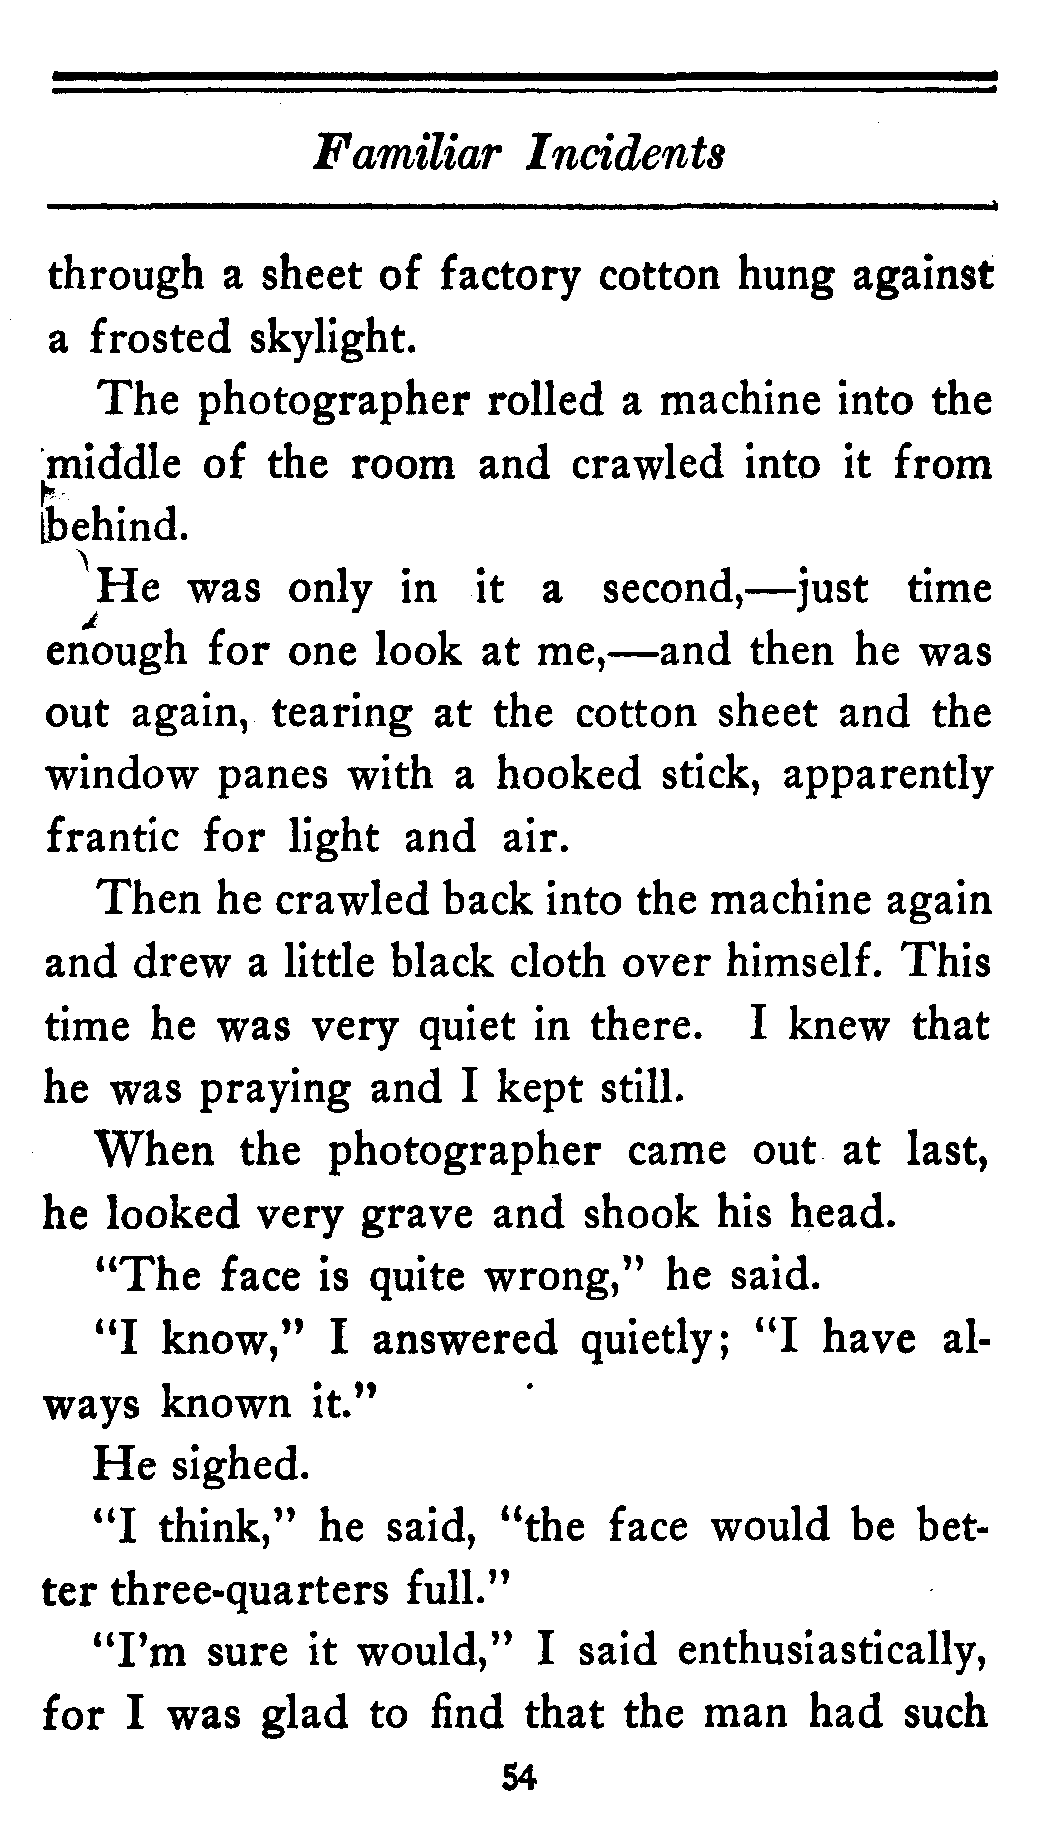 Familiar Incidents
through a sheet of factory cotton hung against
a frosted skylight.
The photographer rolled a machine into the
middle of the room and crawled into it from
behind.
He was only in it a second,—just time
enough for one look at me,—and then he was
out again, tearing at the cotton sheet and the
window panes with a hooked stick, apparently
frantic for light and air.
Then he crawled back into the machine again
and drew a little black cloth over himself. This
time he was very quiet in there. I knew that
he was praying and I kept still.
When the photographer came out at last,
he looked very grave and shook his head.
“The face is quite wrong,” he said.
“I know,” I answered quietly; “I have al-
ways known it.”
He sighed.
“I think,” he said, “the face would be bet-
ter three-quarters full.”
“I’m sure it would,” I said enthusiastically,
for I was glad to find that the man had such
54